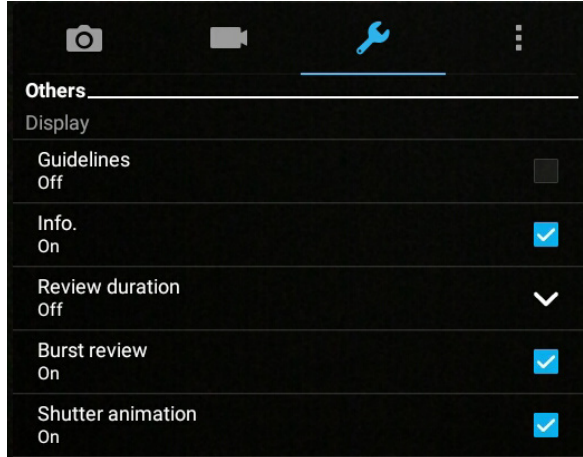 Others
Display
Guidelines
Off
Info.
On
Review duration
Off
Burst review
On
Shutter animation
On